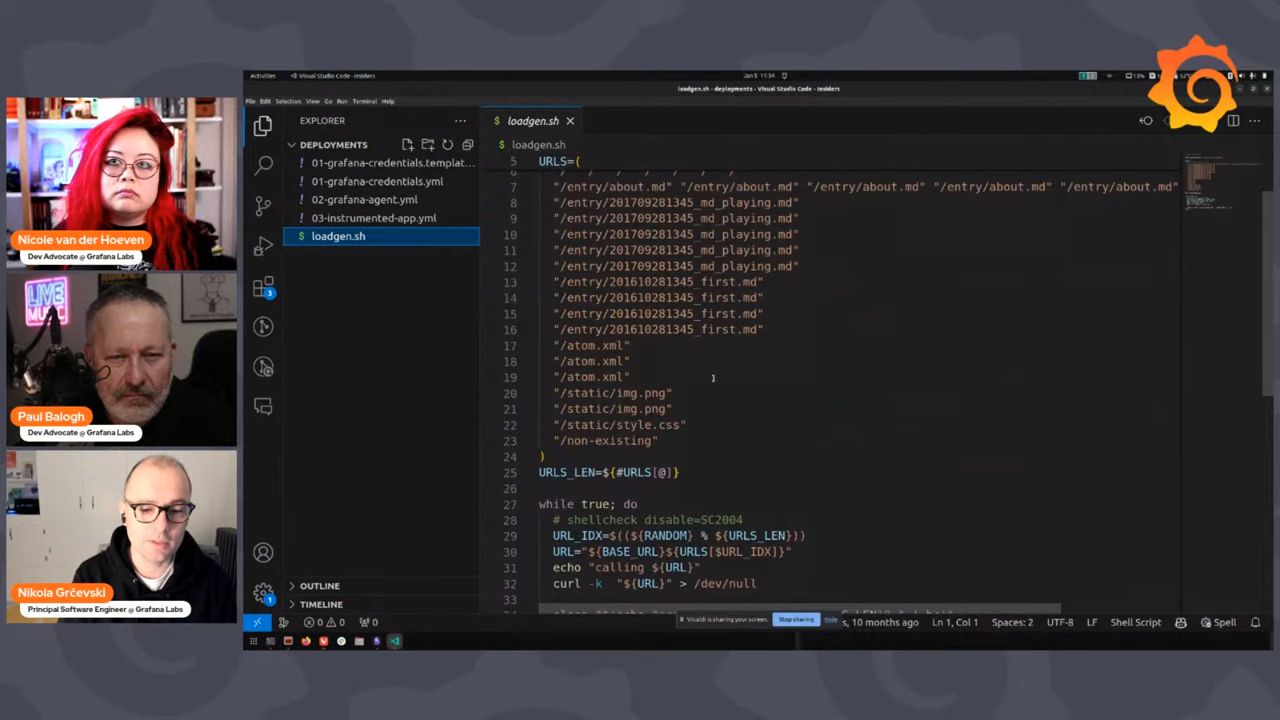 Activities
Visual Studio Code - Insiders
Jan 5 11:34
13%
loadgen.sh - deployments - Visual Studio Code - Insiders
File Edit Selection View Go Run Terminal Help
EXPLORER
DEPLOYMENTS
01-grafana-credentials.templat...
01-grafana-credentials.yml
02-grafana-agent.yml
03-instrumented-app.yml
$ loadgen.sh
OUTLINE
TIMELINE
3
1
$ loadgen.sh
$ loadgen.sh
5 URLS=(
7 "/entry/about.md" "/entry/about.md" "/entry/about.md" "/entry/about.md" "/entry/about.md"
8 "/entry/201709281345_md_playing.md"
9 "/entry/201709281345_md_playing.md"
10 "/entry/201709281345_md_playing.md"
11 "/entry/201709281345_md_playing.md"
12 "/entry/201709281345_md_playing.md"
13 "/entry/201610281345_first.md"
14 "/entry/201610281345_first.md"
15 "/entry/201610281345_first.md"
16 "/entry/201610281345_first.md"
17 "/atom.xml"
18 "/atom.xml"
19 "/atom.xml"
20 "/static/img.png"
21 "/static/img.png"
22 "/static/style.css"
23 "/non-existing"
24 )
25 URLS_LEN=${#URLS[@]}
26
27 while true; do
28 # shellcheck disable=SC2004
29 URL_IDX=$((${RANDOM} % ${URLS_LEN}))
30 URL="${BASE_URL}${URLS[$URL_IDX]}"
31 echo "calling ${URL}"
32 curl -k "${URL}" > /dev/null
33
Vivaldi is sharing your screen. Stop sharing Hide
0 0 0
s, 10 months ago Ln 1, Col 1 Spaces: 2 UTF-8 LF Shell Script Spell
LIVE
MUSIC
Nicole van der Hoeven
Dev Advocate @ Grafana Labs
Paul Balogh
Dev Advocate @ Grafana Labs
Nikola Grčevski
Principal Software Engineer @ Grafana Labs